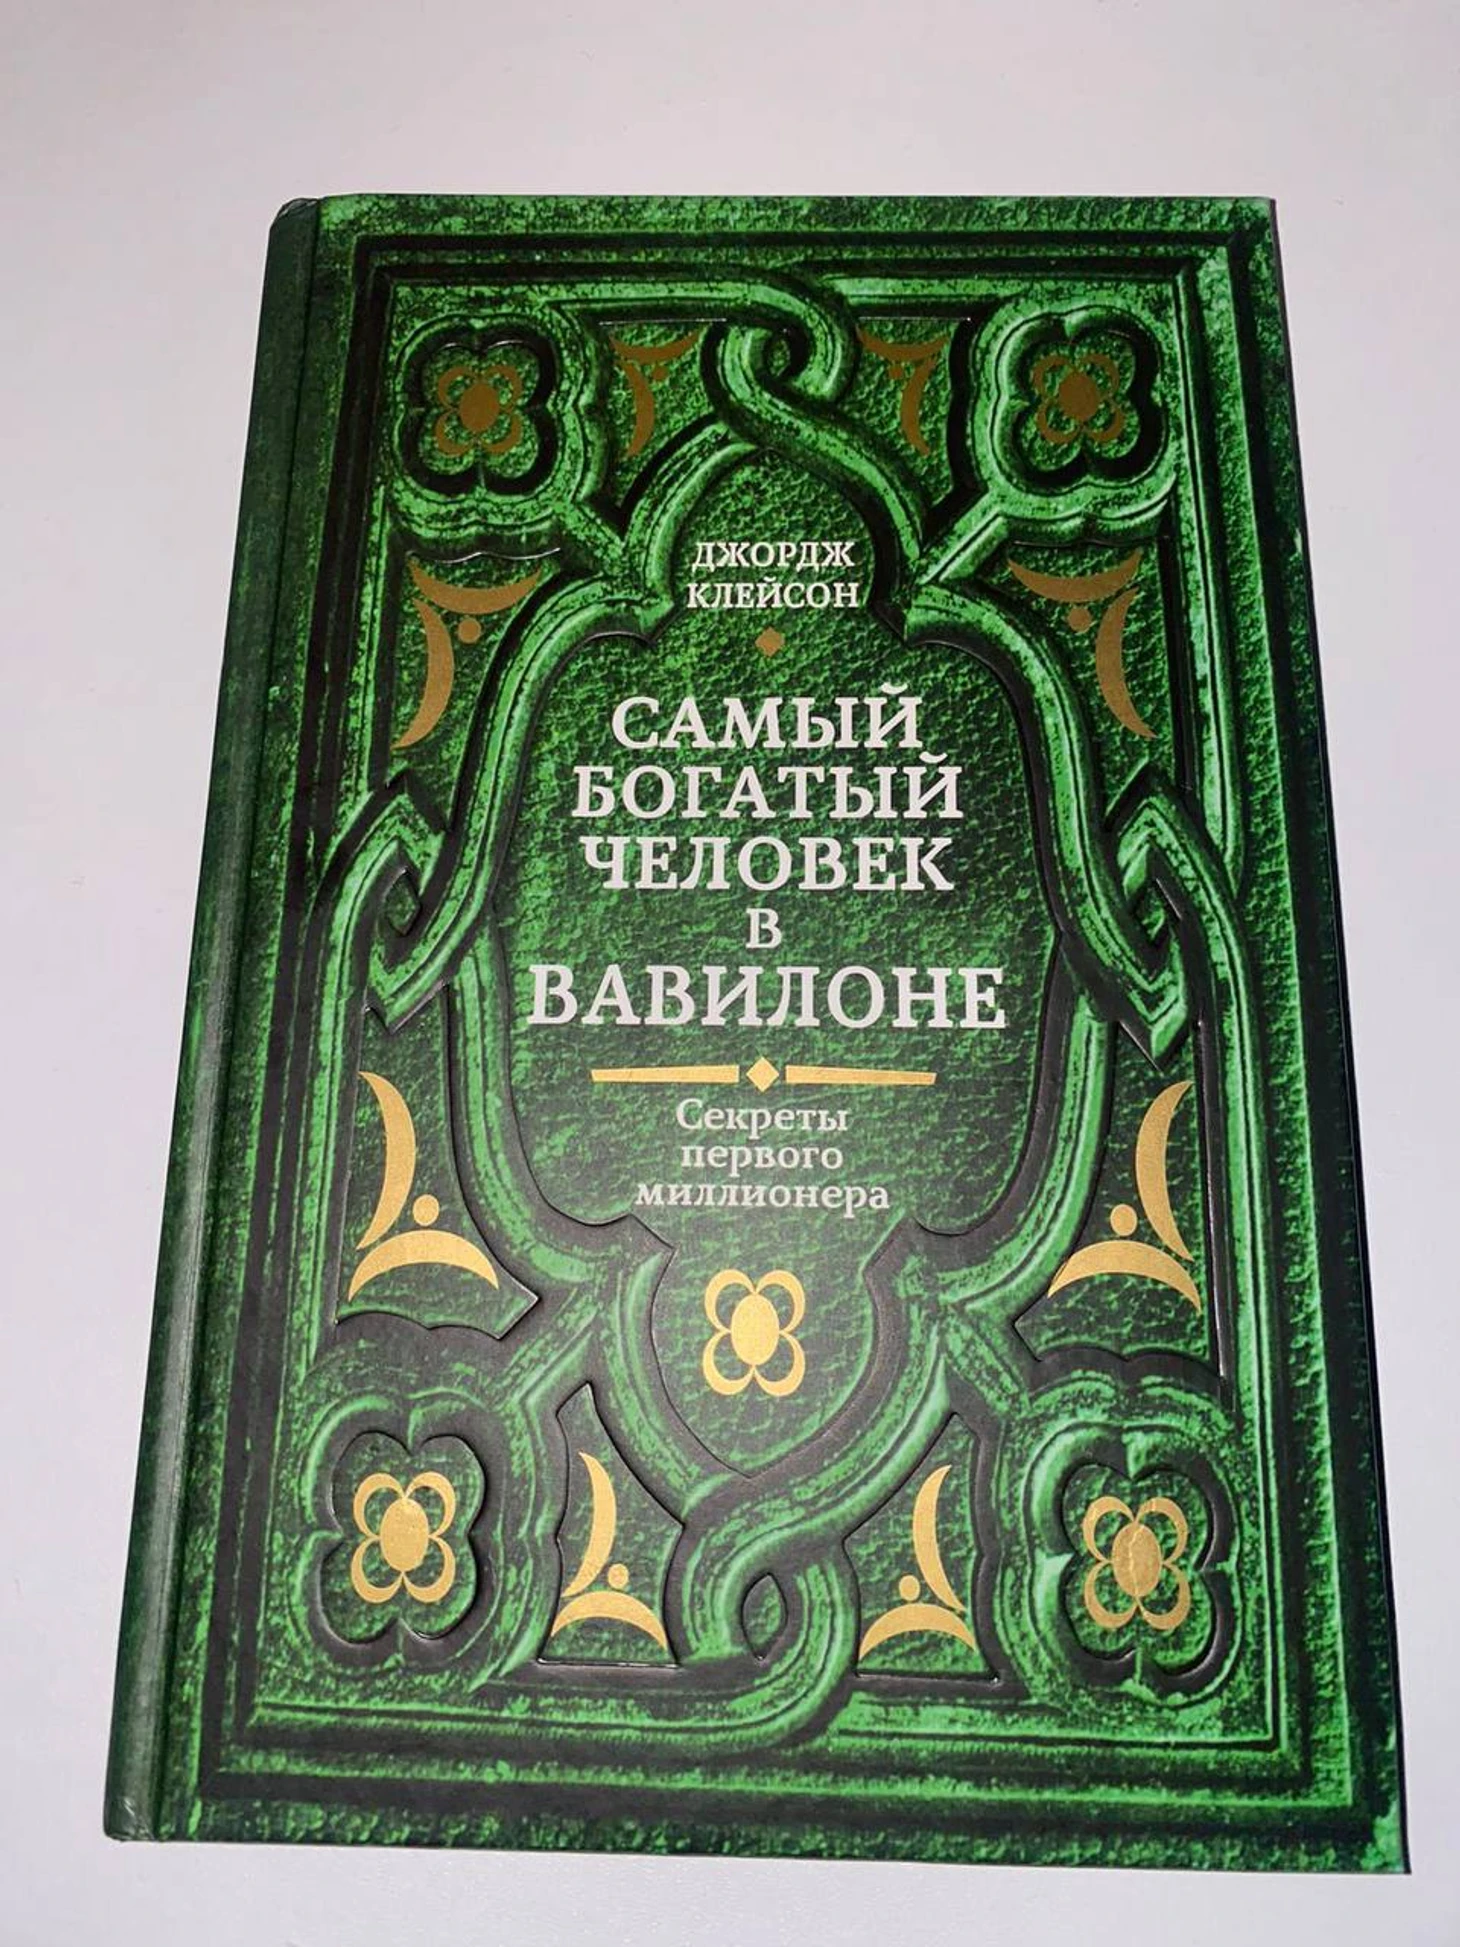 ДЖОРДЖ
КЛЕЙСОН
САМЫЙ
БОГАТЫЙ
ЧЕЛОВЕК
В
ВАВИЛОНЕ
Секреты
первого
миллионера